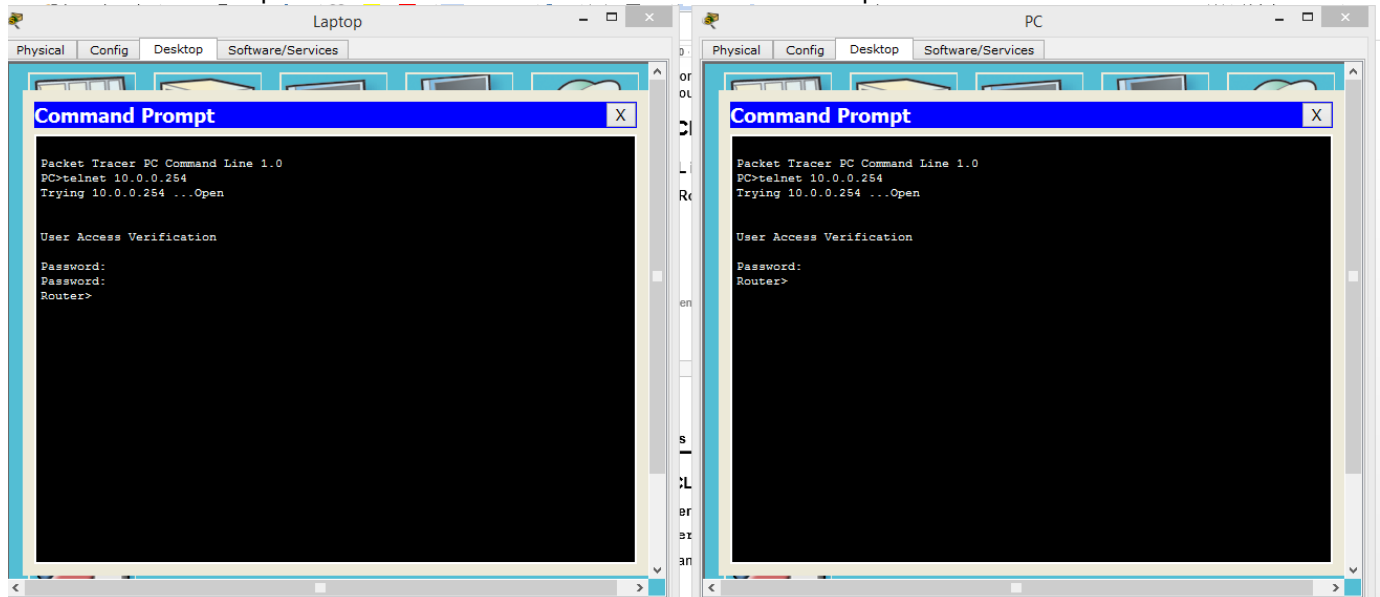 Laptop
Physical Config Desktop Software/Services
Command Prompt X
Packet Tracer PC Command Line 1.0
PC>telnet 10.0.0.254
Trying 10.0.0.254 ...Open
User Access Verification
Password:
Password:
Router>
PC
Physical Config Desktop Software/Services
Command Prompt X
Packet Tracer PC Command Line 1.0
PC>telnet 10.0.0.254
Trying 10.0.0.254 ...Open
User Access Verification
Password:
Router>